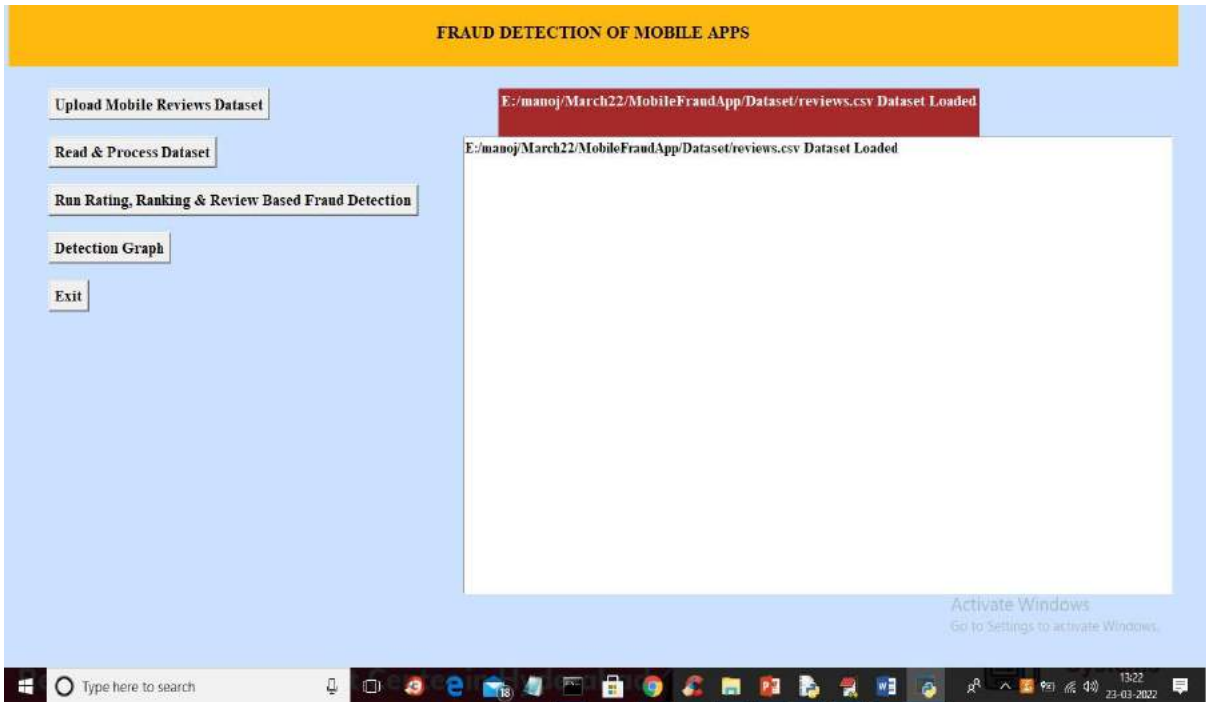 FRAUD DETECTION OF MOBILE APPS
Upload Mobile Reviews Dataset
E:/manoj/March22/MobileFraudApp/Dataset/reviews.csv Dataset Loaded
Read & Process Dataset
E:/manoj/March22/MobileFraudApp/Dataset/reviews.csv Dataset Loaded
Run Rating, Ranking & Review Based Fraud Detection
Detection Graph
Exit
Activate Windows
Go to Settings to activate Windows.
Type here to search
18
13:22
23-03-2022